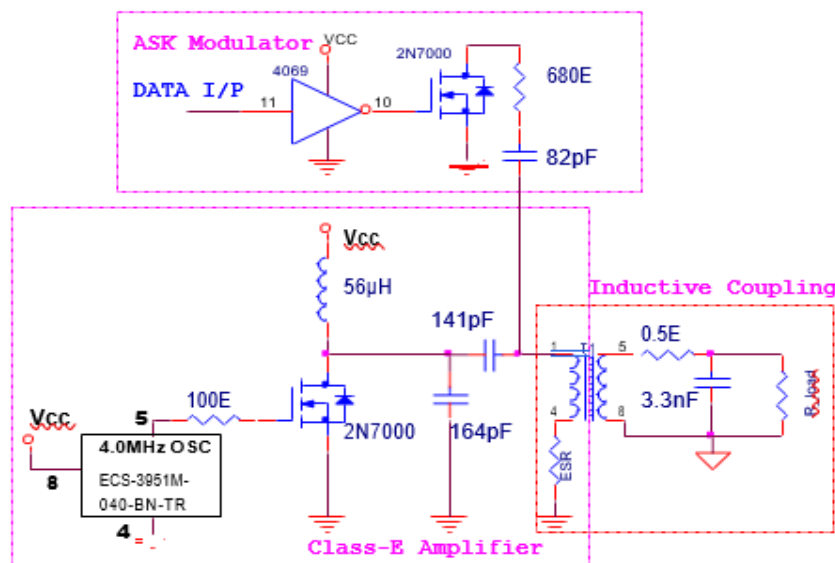 ASK Modulator
VCC
4069
2N7000
DATA I/P
11
10
680E
82pF
Vcc
56µH
Inductive Coupling
141pF
1
T
5
0.5E
100E
Vcc
5
2N7000
164pF
4
8
3.3nF
R_load
8
4.0MHz OSC
ECS-3951M-
040-BN-TR
4
ESR
Class-E Amplifier